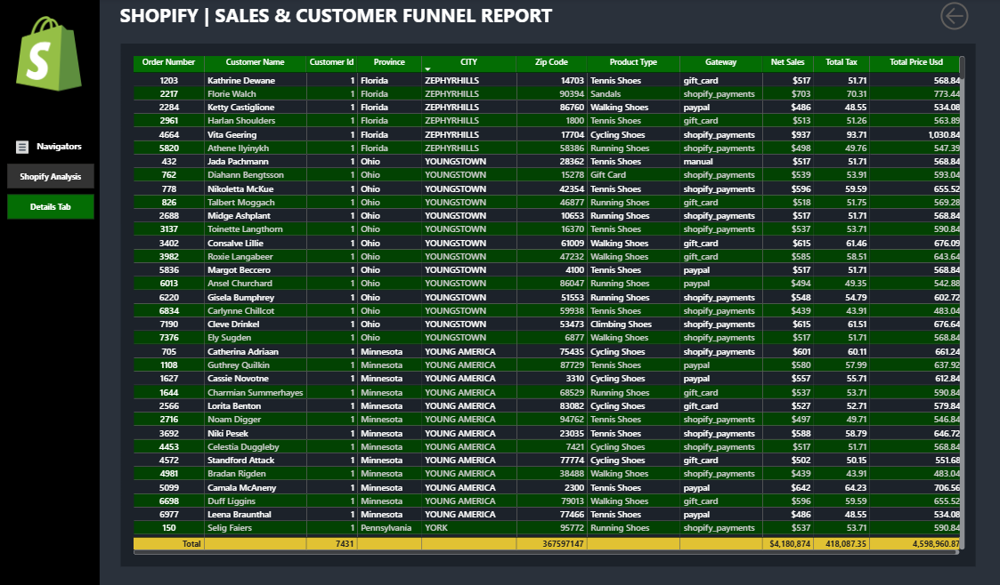 SHOPIFY | SALES & CUSTOMER FUNNEL REPORT
S
Navigators
Shopify Analysis
Details Tab
Order Number Customer Name Customer Id Province CITY Zip Code Product Type Gateway Net Sales Total Tax Total Price Usd
1203 Kathrine Dewane 1 Florida ZEPHYRHILLS 14703 Tennis Shoes gift_card $517 51.71 568.84
2217 Florie Walch 1 Florida ZEPHYRHILLS 90394 Sandals shopify_payments $703 70.31 773.44
2284 Ketty Castiglione 1 Florida ZEPHYRHILLS 86760 Walking Shoes paypal $486 48.55 534.08
2961 Harlan Shoulders 1 Florida ZEPHYRHILLS 1800 Tennis Shoes gift_card $513 51.26 563.89
4664 Vita Geering 1 Florida ZEPHYRHILLS 17704 Cycling Shoes shopify_payments $937 93.71 1,030.84
5820 Athene Ilyinykh 1 Florida ZEPHYRHILLS 58386 Running Shoes shopify_payments $498 49.76 547.39
432 Jada Pachmann 1 Ohio YOUNGSTOWN 28362 Tennis Shoes manual $517 51.71 568.84
762 Diahann Bengtsson 1 Ohio YOUNGSTOWN 15278 Gift Card shopify_payments $539 53.91 593.04
778 Nikoletta McKue 1 Ohio YOUNGSTOWN 42354 Tennis Shoes shopify_payments $596 59.59 655.52
826 Talbert Moggach 1 Ohio YOUNGSTOWN 46877 Running Shoes gift_card $518 51.75 569.28
2688 Midge Ashplant 1 Ohio YOUNGSTOWN 10653 Running Shoes shopify_payments $517 51.71 568.84
3137 Toinette Langthorn 1 Ohio YOUNGSTOWN 16370 Tennis Shoes shopify_payments $537 53.71 590.84
3402 Consalve Lillie 1 Ohio YOUNGSTOWN 61009 Walking Shoes gift_card $615 61.46 676.09
3982 Roxie Langabeer 1 Ohio YOUNGSTOWN 47232 Walking Shoes gift_card $585 58.51 643.64
5836 Margot Beccero 1 Ohio YOUNGSTOWN 4100 Tennis Shoes paypal $517 51.71 568.84
6013 Ansel Churchard 1 Ohio YOUNGSTOWN 86047 Running Shoes paypal $494 49.35 542.88
6220 Gisela Bumphrey 1 Ohio YOUNGSTOWN 51553 Running Shoes shopify_payments $548 54.79 602.72
6834 Carlynne Chillcot 1 Ohio YOUNGSTOWN 59938 Tennis Shoes shopify_payments $439 43.91 483.04
7190 Cleve Drinkel 1 Ohio YOUNGSTOWN 53473 Climbing Shoes shopify_payments $615 61.51 676.64
7376 Ely Sugden 1 Ohio YOUNGSTOWN 6877 Walking Shoes shopify_payments $517 51.71 568.84
705 Catherina Adriaan 1 Minnesota YOUNG AMERICA 75435 Cycling Shoes shopify_payments $601 60.11 661.24
1108 Guthrey Quilkin 1 Minnesota YOUNG AMERICA 87729 Tennis Shoes paypal $580 57.99 637.92
1627 Cassie Novotne 1 Minnesota YOUNG AMERICA 3310 Cycling Shoes paypal $557 55.71 612.84
1644 Charmian Summerhayes 1 Minnesota YOUNG AMERICA 68529 Running Shoes gift_card $537 53.71 590.84
2566 Lorita Benton 1 Minnesota YOUNG AMERICA 83082 Cycling Shoes gift_card $527 52.71 579.84
2716 Noam Digger 1 Minnesota YOUNG AMERICA 94762 Tennis Shoes shopify_payments $497 49.71 546.84
3692 Niki Pesek 1 Minnesota YOUNG AMERICA 23035 Tennis Shoes shopify_payments $588 58.79 646.72
4453 Celestia Duggleby 1 Minnesota YOUNG AMERICA 7421 Cycling Shoes shopify_payments $517 51.71 568.84
4572 Standford Attack 1 Minnesota YOUNG AMERICA 77774 Cycling Shoes gift_card $502 50.15 551.68
4981 Bradan Rigden 1 Minnesota YOUNG AMERICA 38488 Walking Shoes shopify_payments $439 43.91 483.04
5099 Camala McAneny 1 Minnesota YOUNG AMERICA 2300 Tennis Shoes paypal $642 64.23 706.56
6698 Duff Liggins 1 Minnesota YOUNG AMERICA 79013 Walking Shoes gift_card $596 59.59 655.52
6977 Leena Braunthal 1 Minnesota YOUNG AMERICA 77466 Tennis Shoes paypal $486 48.55 534.08
150 Selig Faiers 1 Pennsylvania YORK 95772 Running Shoes shopify_payments $537 53.71 590.84
Total 7431 367597147 $4,180,874 418,087.35 4,598,960.87